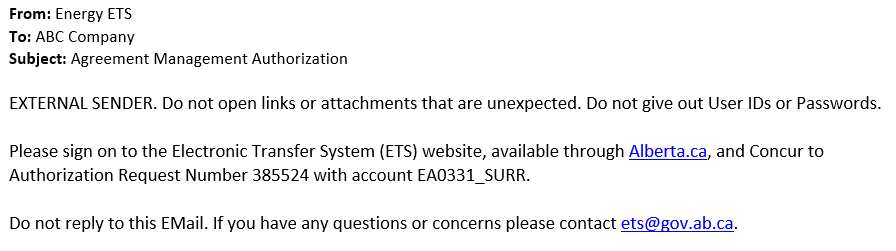 From: Energy ETS
To: ABC Company
Subject: Agreement Management Authorization
EXTERNAL SENDER. Do not open links or attachments that are unexpected. Do not give out User IDs or Passwords.
Please sign on to the Electronic Transfer System (ETS) website, available through Alberta.ca, and Concur to
Authorization Request Number 385524 with account EA0331_SURR.
Do not reply to this EMail. If you have any questions or concerns please contact ets@gov.ab.ca.